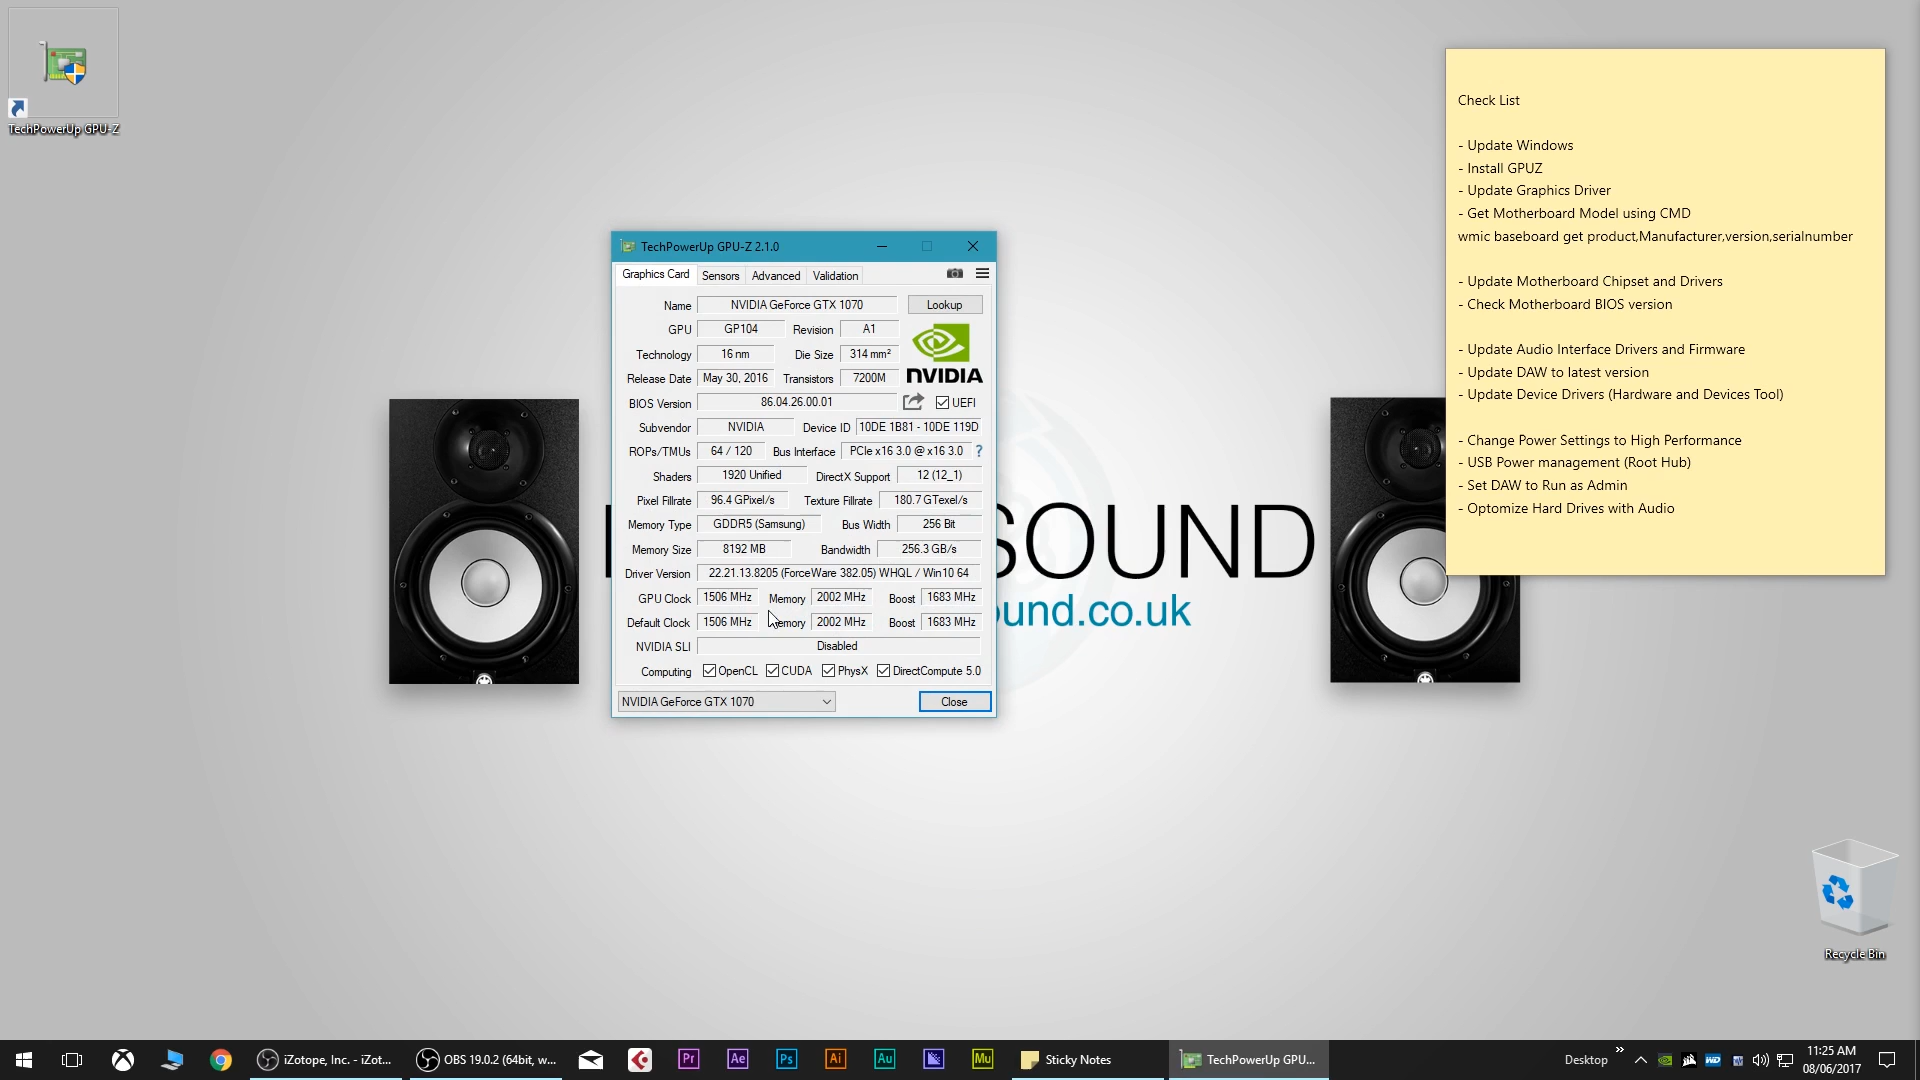 TechPowerUp GPU-Z
Check List
- Update Windows
- Install GPUZ
- Update Graphics Driver
- Get Motherboard Model using CMD
wmic baseboard get product,Manufacturer,version,serialnumber
- Update Motherboard Chipset and Drivers
- Check Motherboard BIOS version
- Update Audio Interface Drivers and Firmware
- Update DAW to latest version
- Update Device Drivers (Hardware and Devices Tool)
- Change Power Settings to High Performance
- USB Power management (Root Hub)
- Set DAW to Run as Admin
- Optomize Hard Drives with Audio
TechPowerUp GPU-Z 2.1.0
Graphics Card Sensors Advanced Validation
Name NVIDIA GeForce GTX 1070 Lookup
GPU GP104 Revision A1
Technology 16 nm Die Size 314 mm²
Release Date May 30, 2016 Transistors 7200M
NVIDIA
BIOS Version 86.04.26.00.01 UEFI
Subvendor NVIDIA Device ID 10DE 1B81 - 10DE 119D
ROPs/TMUs 64 / 120 Bus Interface PCIe x16 3.0 @ x16 3.0 ?
Shaders 1920 Unified DirectX Support 12 (12_1)
Pixel Fillrate 96.4 GPixel/s Texture Fillrate 180.7 GTexel/s
Memory Type GDDR5 (Samsung) Bus Width 256 Bit
Memory Size 8192 MB Bandwidth 256.3 GB/s
Driver Version 22.21.13.8205 (ForceWare 382.05) WHQL / Win10 64
GPU Clock 1506 MHz Memory 2002 MHz Boost 1683 MHz
Default Clock 1506 MHz Memory 2002 MHz Boost 1683 MHz
NVIDIA SLI Disabled
Computing OpenCL CUDA PhysX DirectCompute 5.0
NVIDIA GeForce GTX 1070 Close
SOUND
und.co.uk
Recycle Bin
iZotope, Inc. - iZot... OBS 19.0.2 (64bit, w... Pr Ae Ps Ai Au Mu Sticky Notes TechPowerUp GPU... Desktop WD 11:25 AM
08/06/2017